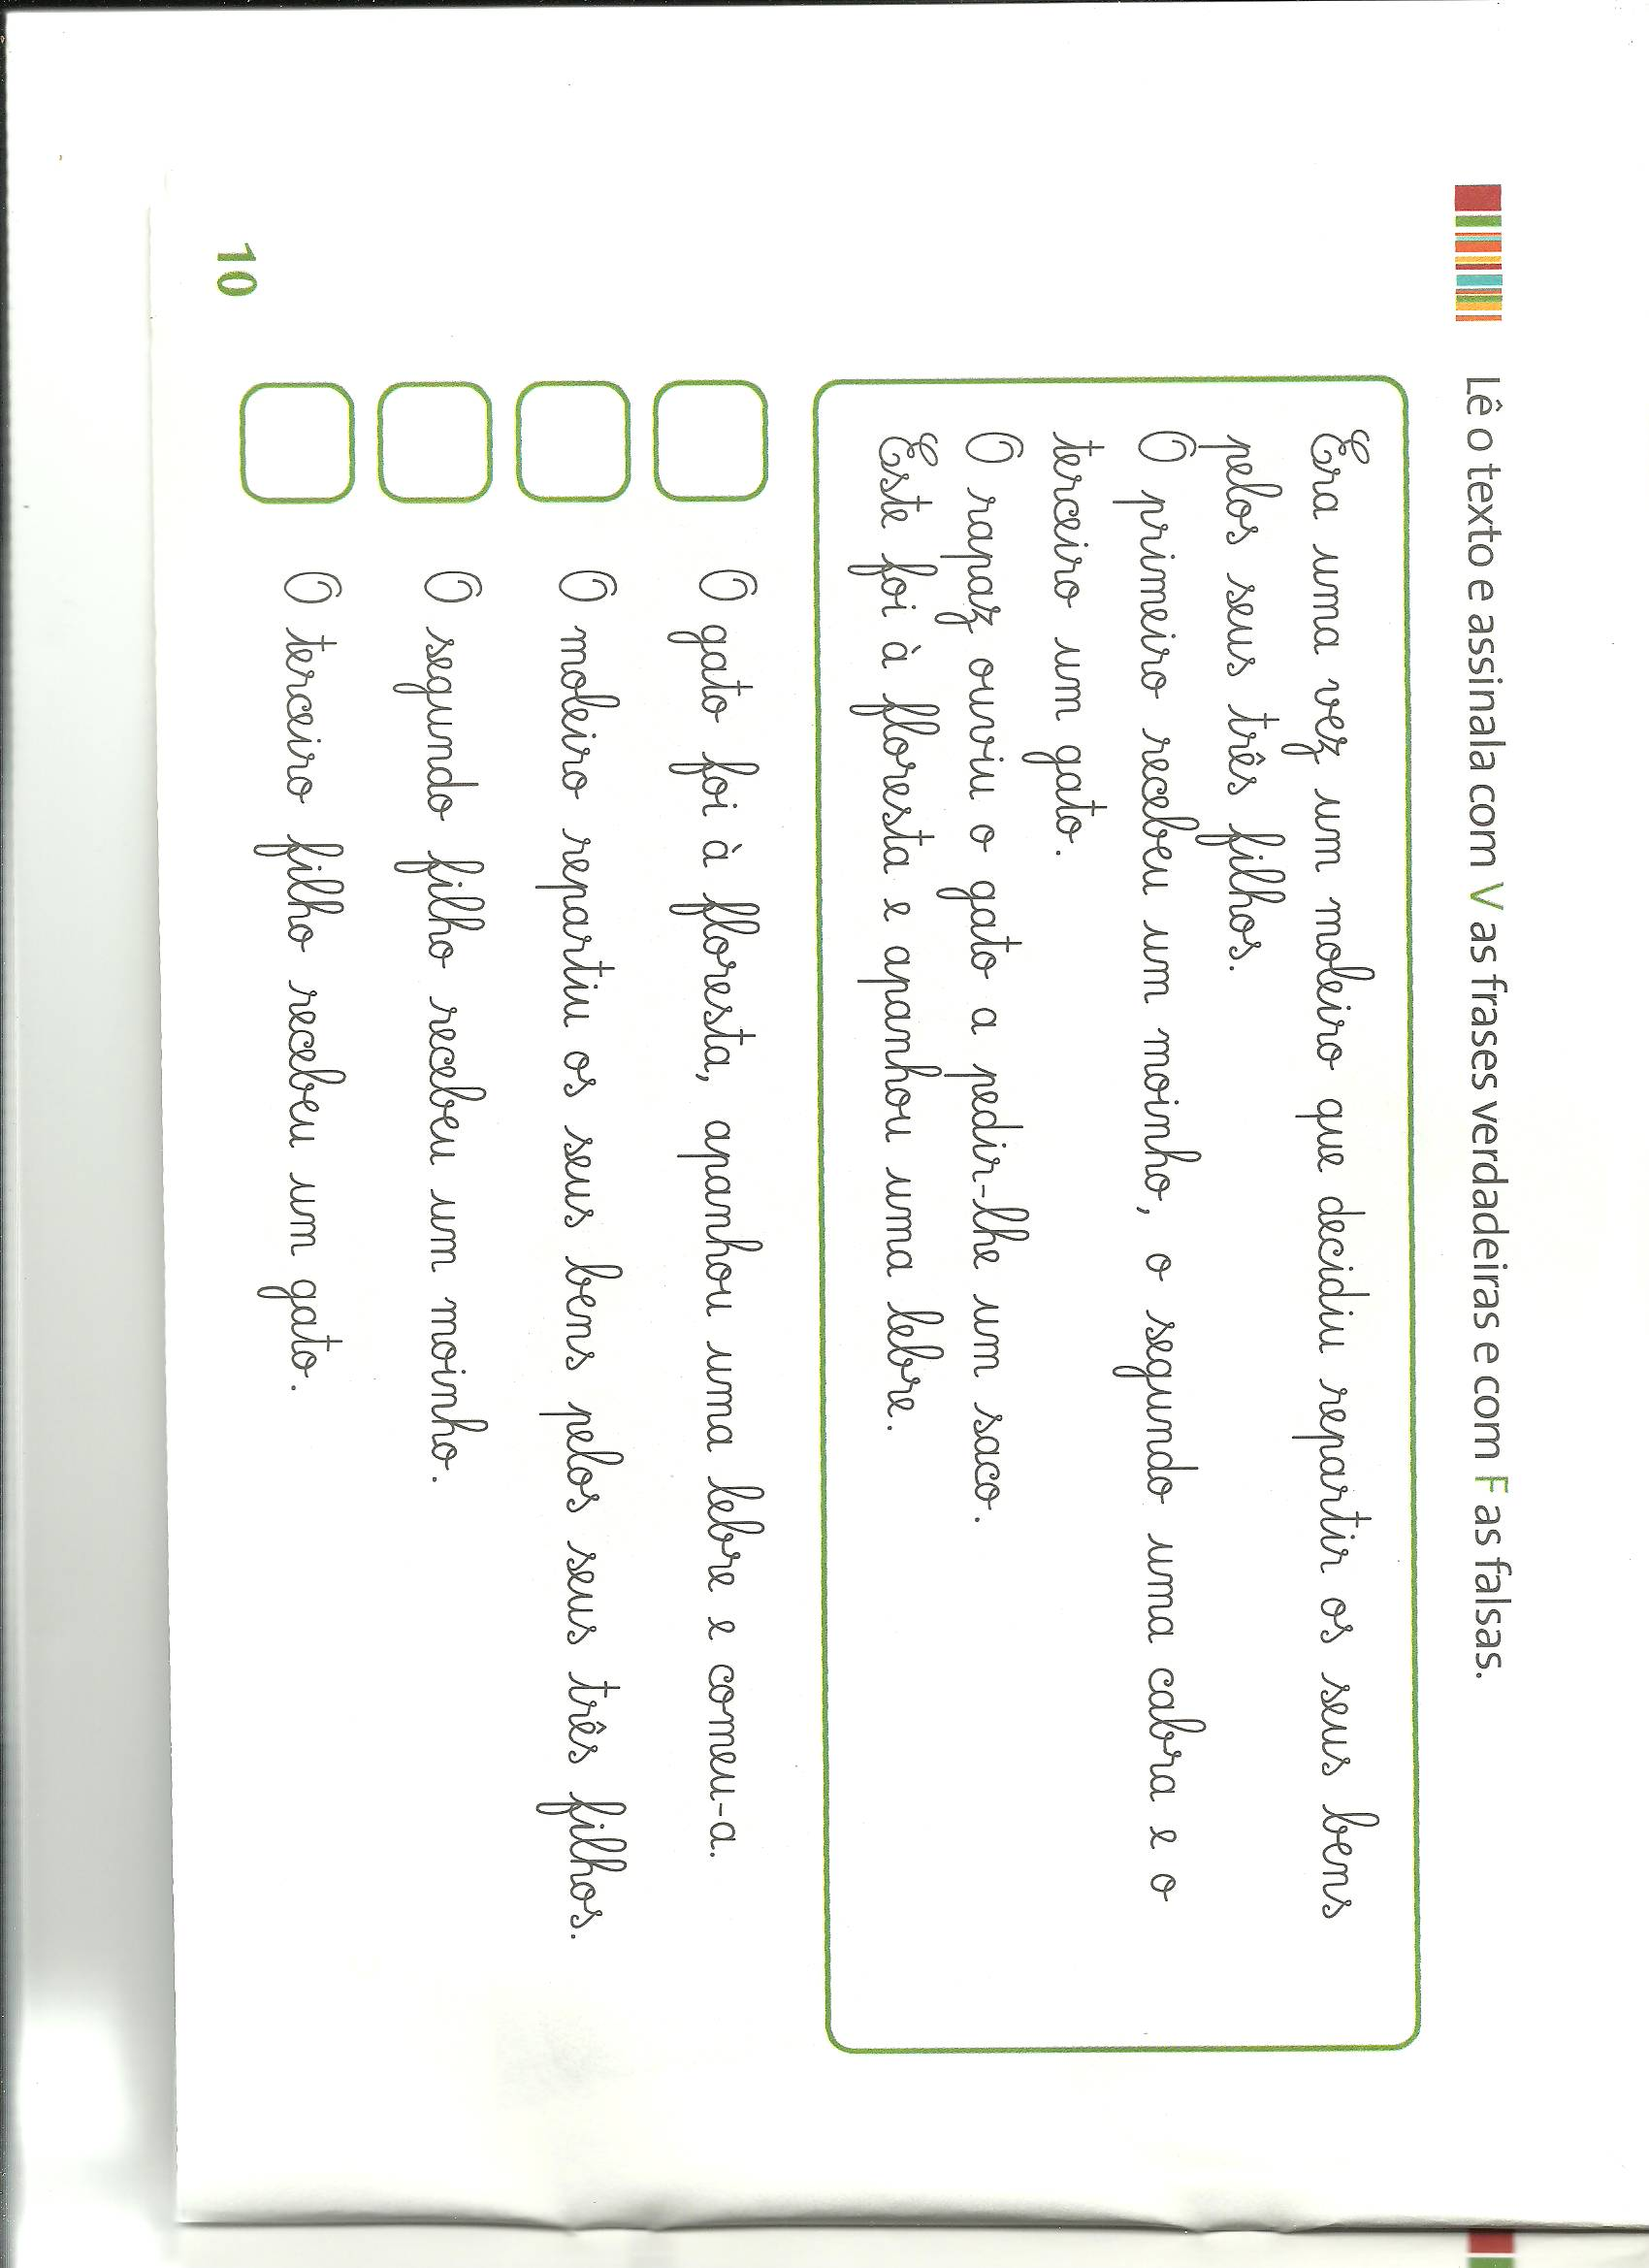 Lê o texto e assinala com V as frases verdadeiras e com F as falsas.
Era uma vez um moleiro que decidiu repartir os seus bens
pelos seus três filhos.
O primeiro recebeu um moinho, o segundo uma cabra e o
terceiro um gato.
O rapaz ouviu o gato a pedir-lhe um saco.
Este foi à floresta e apanhou uma lebre.
O gato foi à floresta, apanhou uma lebre e comeu-a.
O moleiro repartiu os seus bens pelos seus três filhos.
O segundo filho recebeu um moinho.
O terceiro filho recebeu um gato.
10